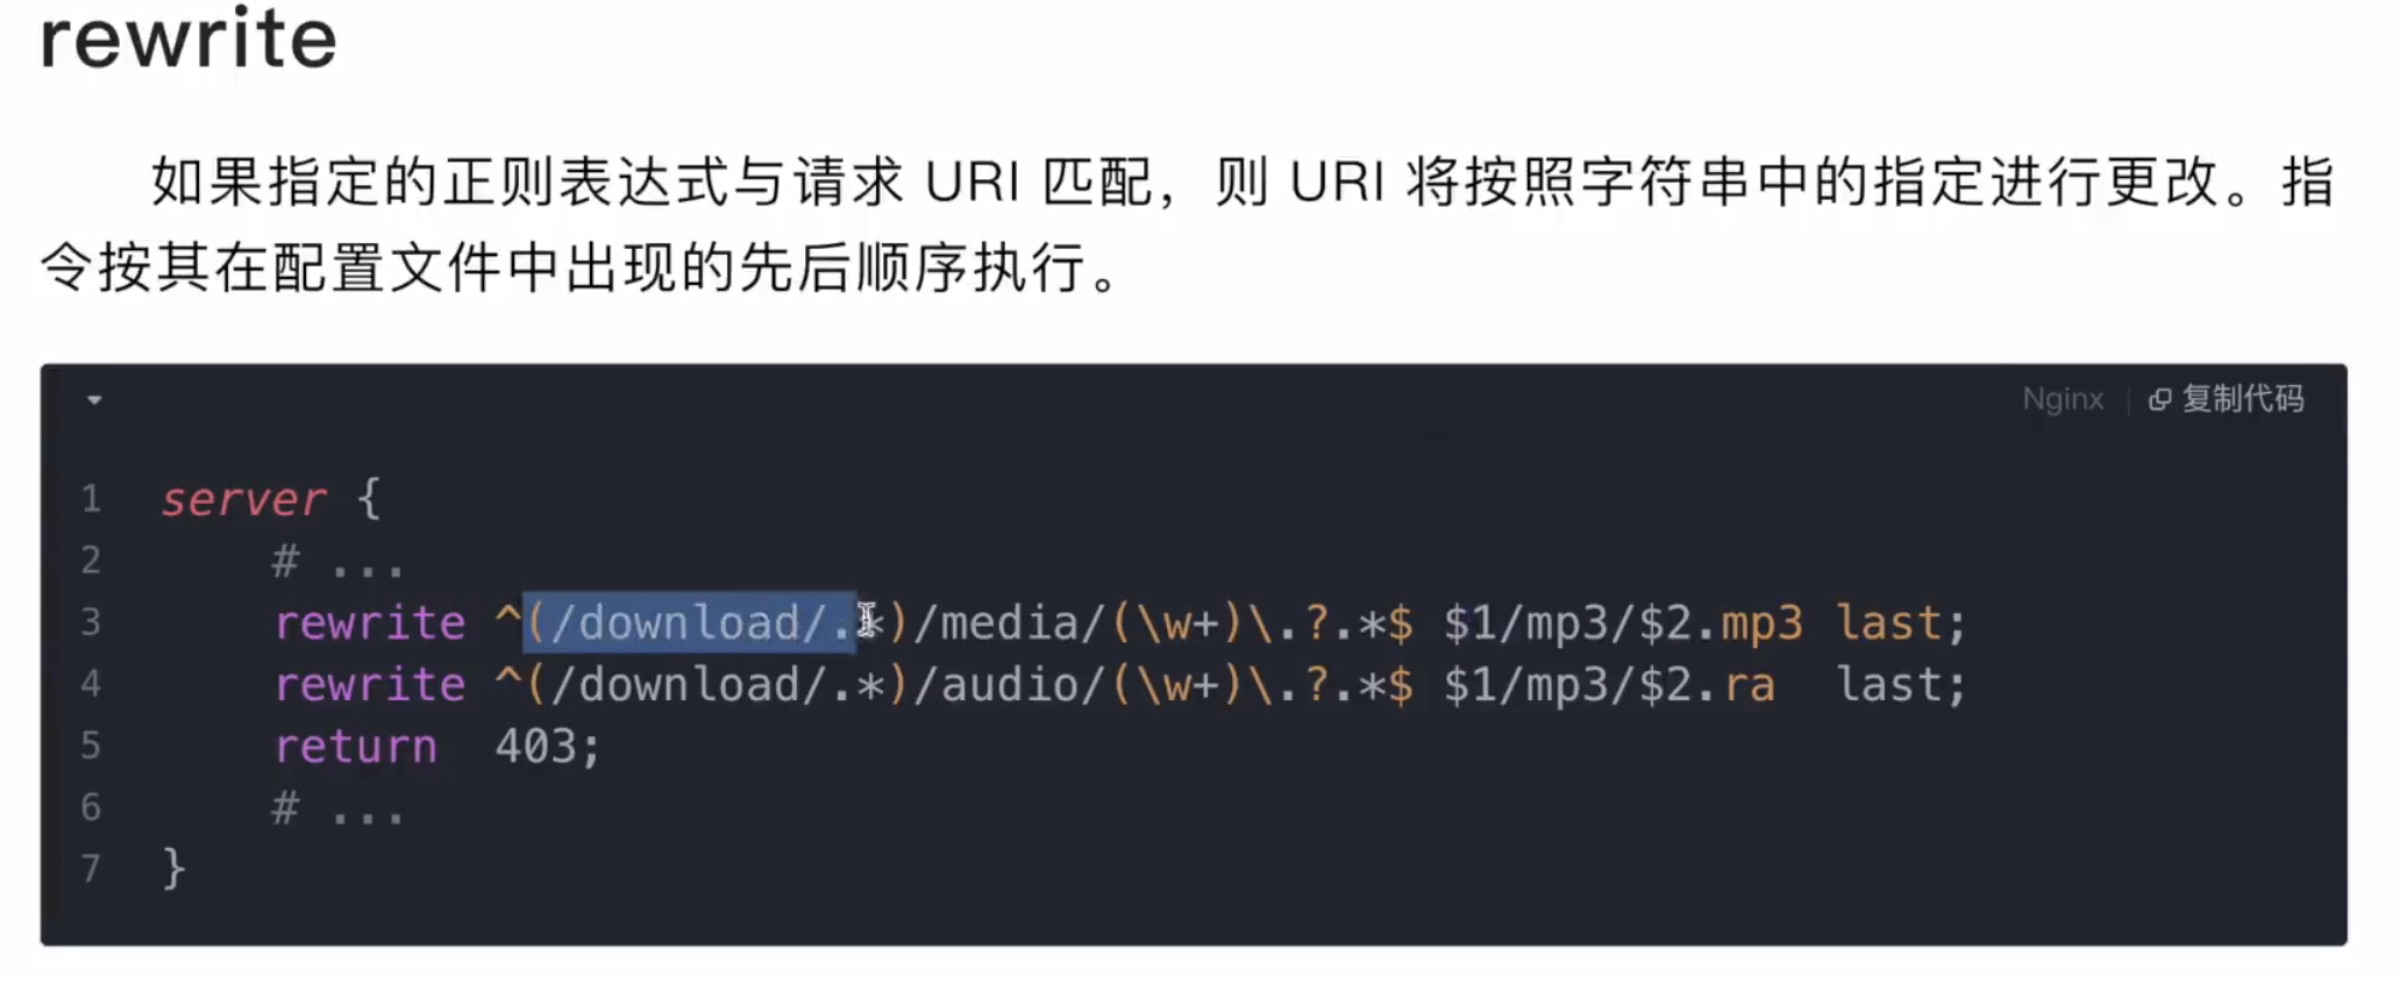 rewrite
如果指定的正则表达式与请求 URI 匹配，则 URI 将按照字符串中的指定进行更改。指
令按其在配置文件中出现的先后顺序执行。
Nginx 复制代码
1 server {
2 # ...
3 rewrite ^(/download/.*)/media/(\w+)\.?.*$ $1/mp3/$2.mp3 last;
4 rewrite ^(/download/.*)/audio/(\w+)\.?.*$ $1/mp3/$2.ra last;
5 return 403;
6 # ...
7 }